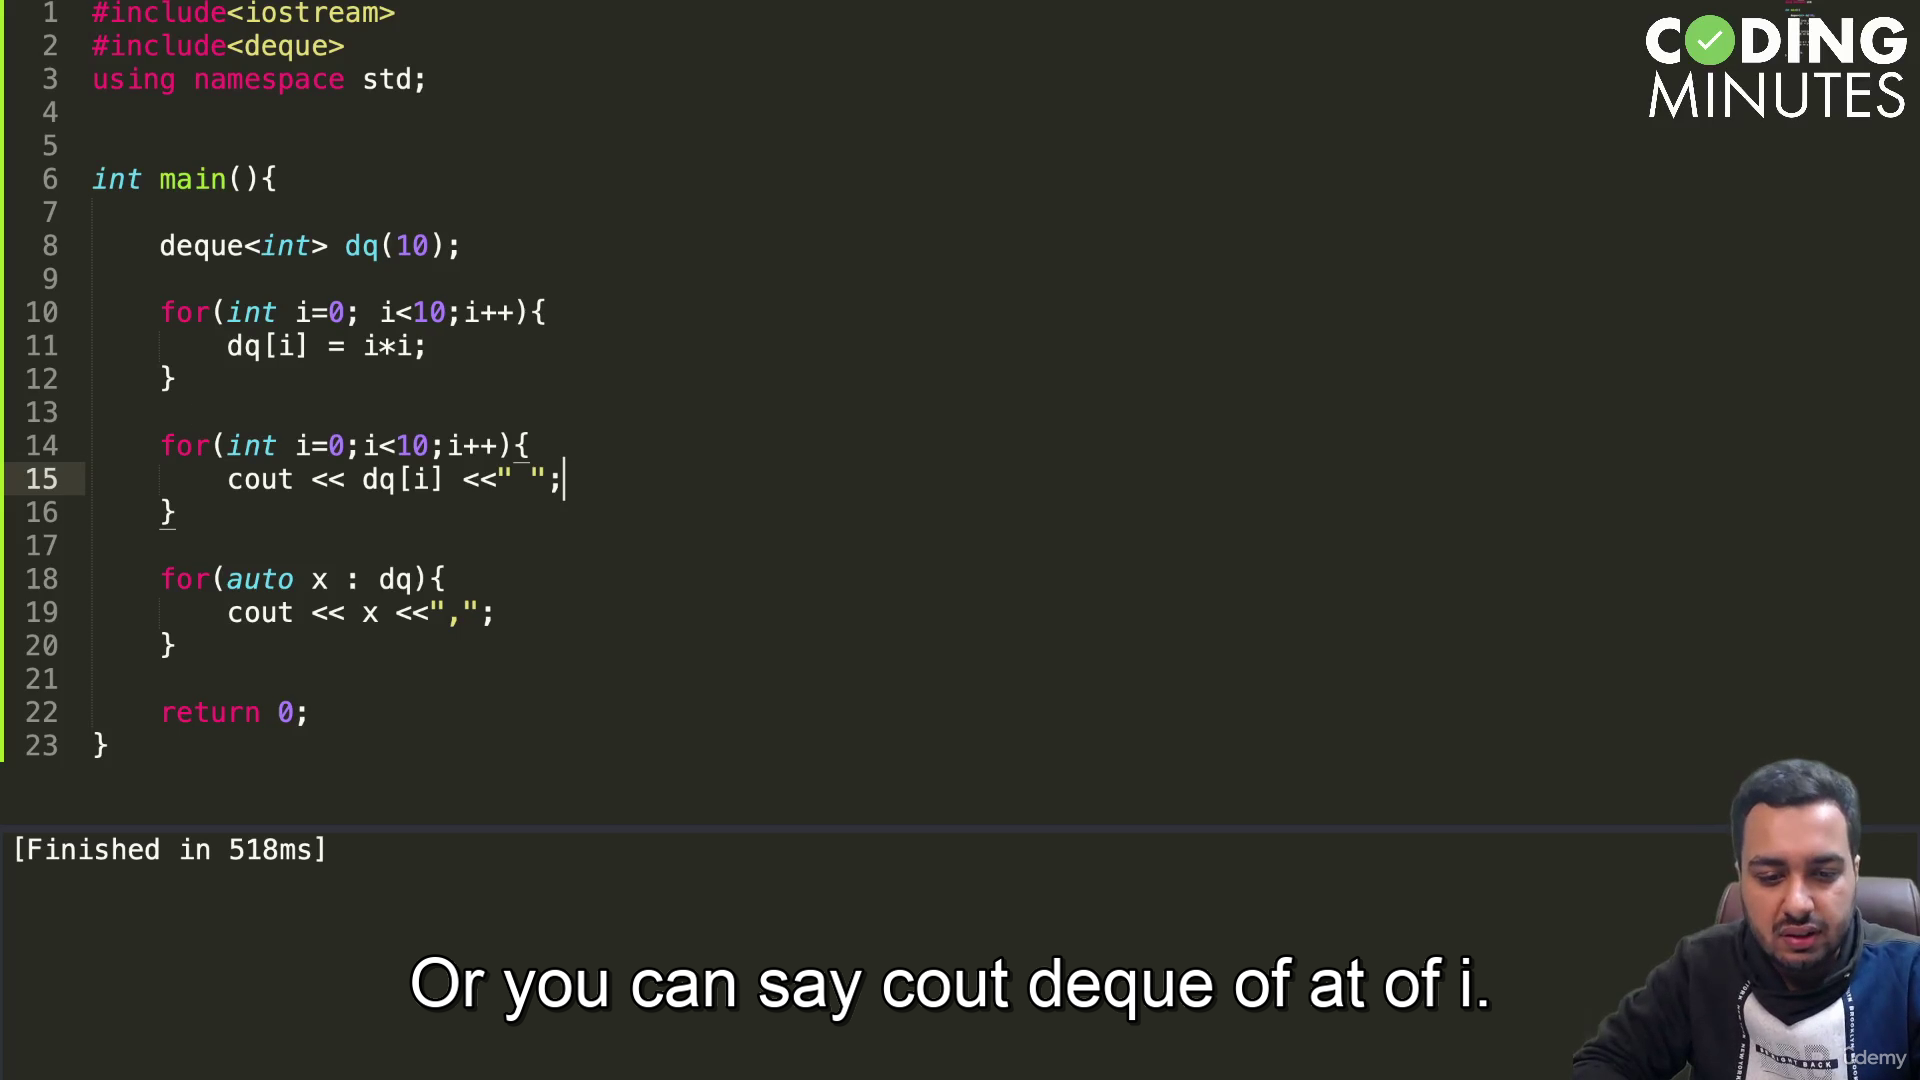 1 #include<iostream>
2 #include<deque>
3 using namespace std;
4
5
6 int main(){
7
8 deque<int> dq(10);
9
10 for(int i=0; i<10;i++){
11 dq[i] = i*i;
12 }
13
14 for(int i=0;i<10;i++){
15 cout << dq[i] <<" ";
16 }
17
18 for(auto x : dq){
19 cout << x <<",";
20 }
21
22 return 0;
23 }
CODING
MINUTES
[Finished in 518ms]
Or you can say cout deque of at of i.
udemy